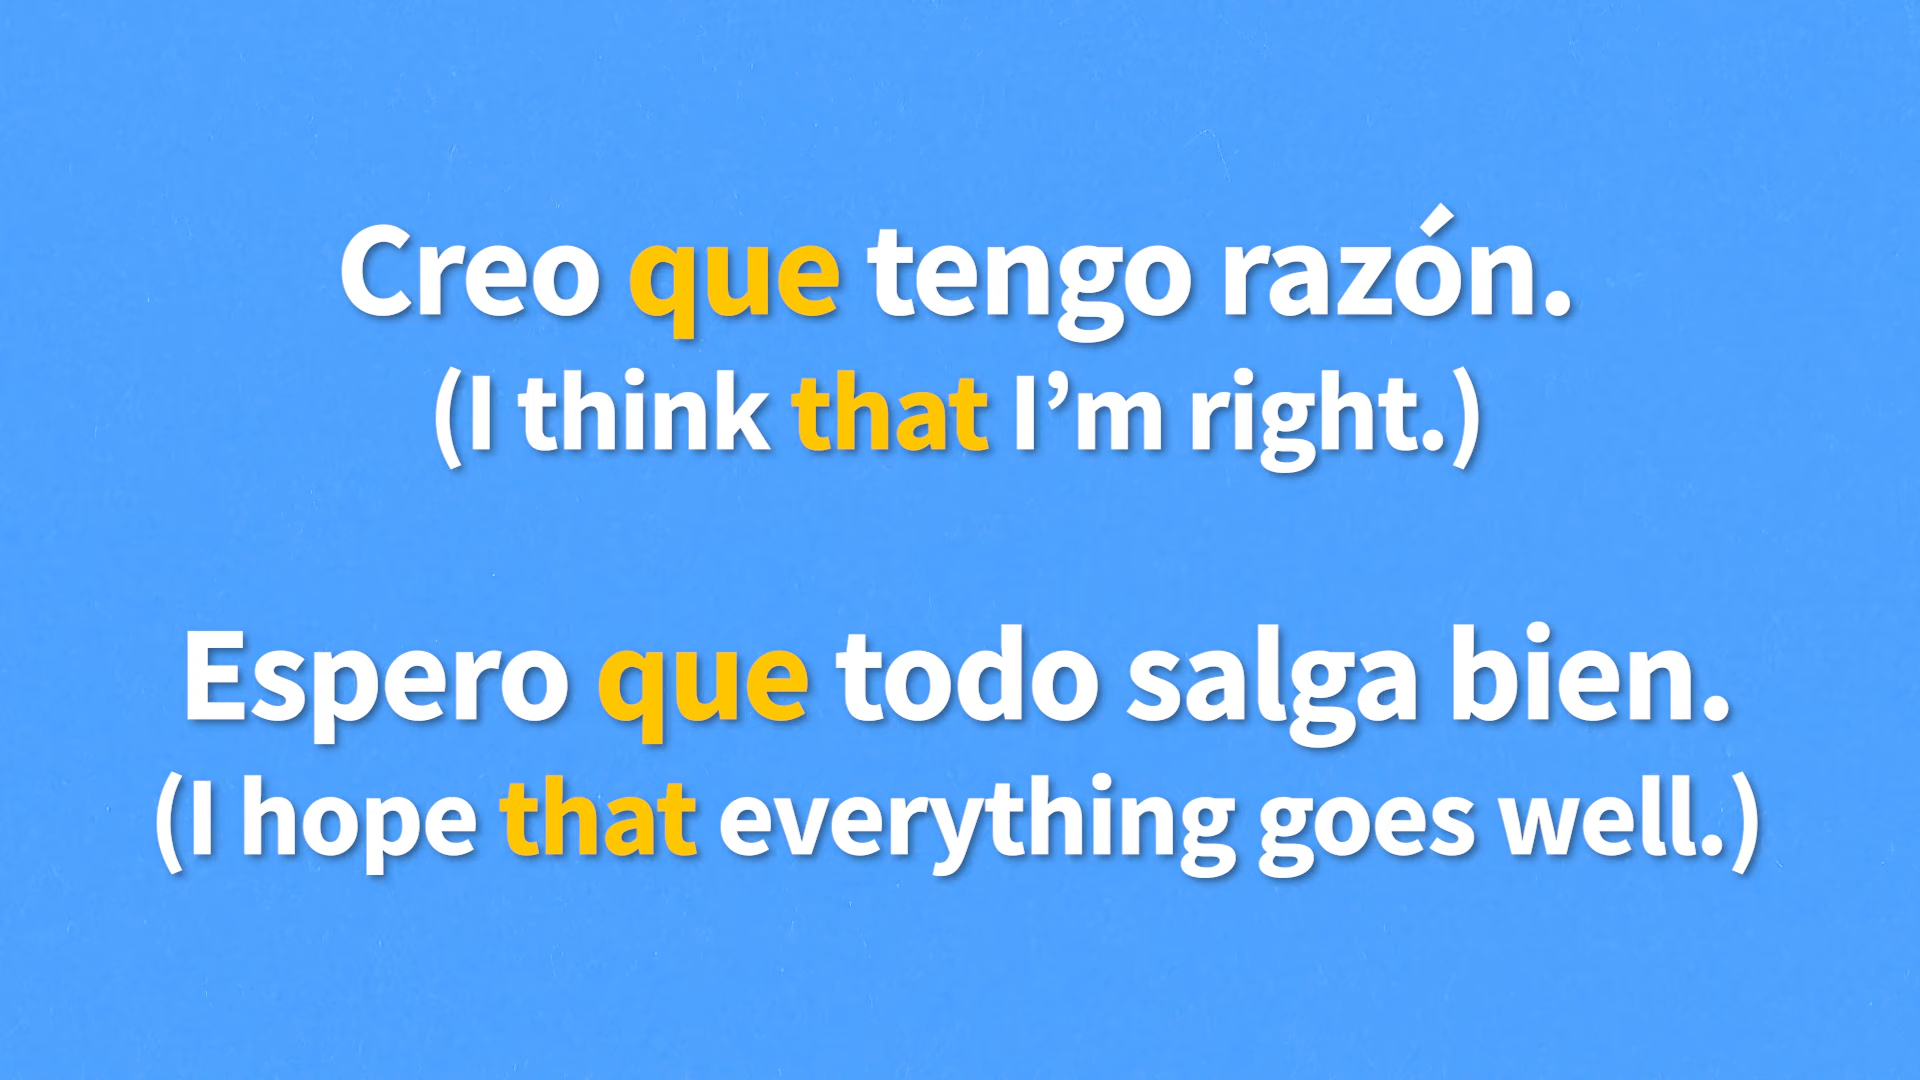 Creo que tengo razón.
(I think that I’m right.)
Espero que todo salga bien.
(I hope that everything goes well.)